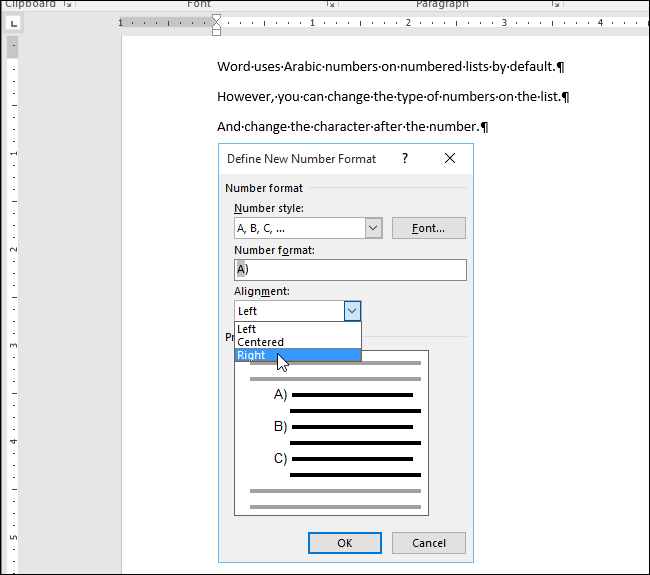 Clipboard Font Paragraph
L 1 1 2 3 4
Word·uses·Arabic·numbers·on·numbered·lists·by·default.¶
However,·you·can·change·the·type·of·numbers·on·the·list.¶
And·change·the·character·after·the·number.¶
Define New Number Format ? ×
Number format
Number style:
A, B, C, ... Font...
Number format:
A)
Alignment:
Left
Left
Centered
Right
Pr
A)
B)
C)
OK Cancel
1
2
3
4
5